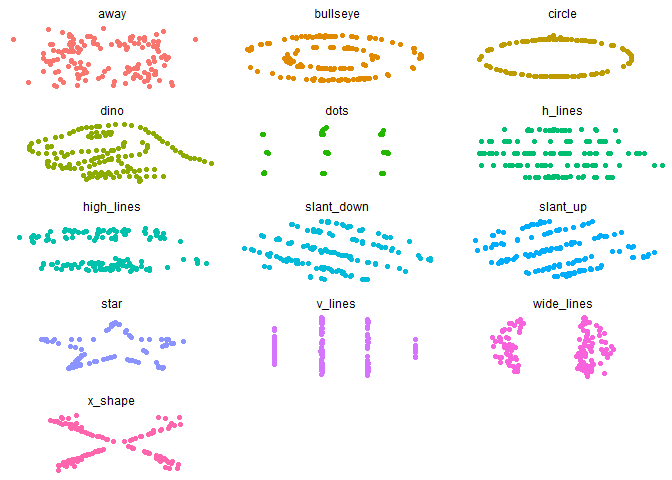 away
bullseye
circle
dino
dots
h_lines
high_lines
slant_down
slant_up
star
v_lines
wide_lines
x_shape